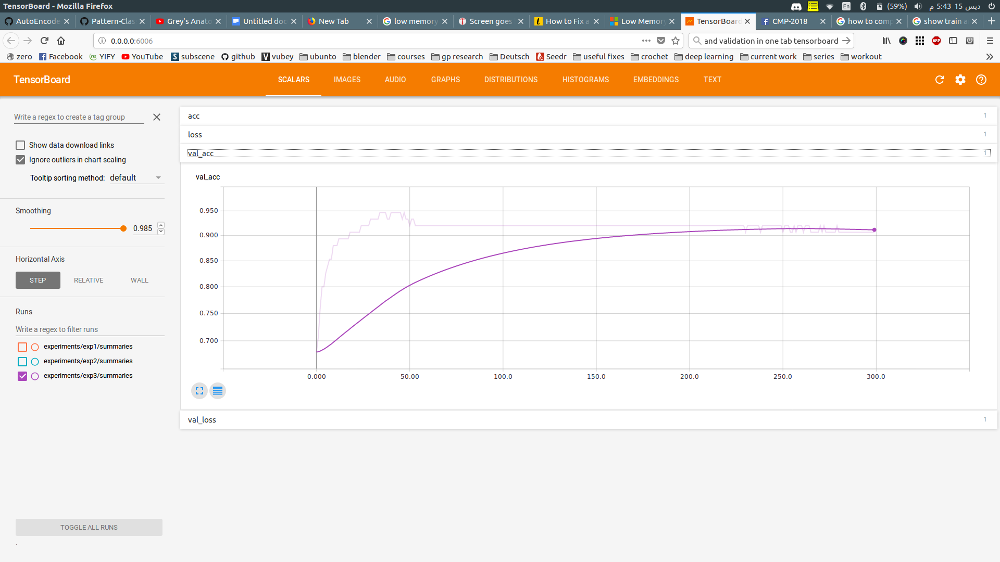 TensorBoard - Mozilla Firefox
En (59%) م 5:43 15 ديس
AutoEncode Pattern-Clas Grey's Anato Untitled doc New Tab low memory Screen goes How to Fix a Low Memory TensorBoard CMP-2018 how to comp show train a
0.0.0.0:6006 and validation in one tab tensorboard ABP
zero Facebook YIFY YouTube subscene github vubey ubunto blender courses gp research Deutsch Seedr useful fixes crochet deep learning current work series workout
TensorBoard SCALARS IMAGES AUDIO GRAPHS DISTRIBUTIONS HISTOGRAMS EMBEDDINGS TEXT
Write a regex to create a tag group
Show data download links
Ignore outliers in chart scaling
Tooltip sorting method: default
Smoothing
0.985
Horizontal Axis
STEP RELATIVE WALL
Runs
Write a regex to filter runs
experiments/exp1/summaries
experiments/exp2/summaries
experiments/exp3/summaries
TOGGLE ALL RUNS
.
acc 1
loss 1
val_acc 1
val_acc
0.950
0.900
0.850
0.800
0.750
0.700
0.000 50.00 100.0 150.0 200.0 250.0 300.0
val_loss 1